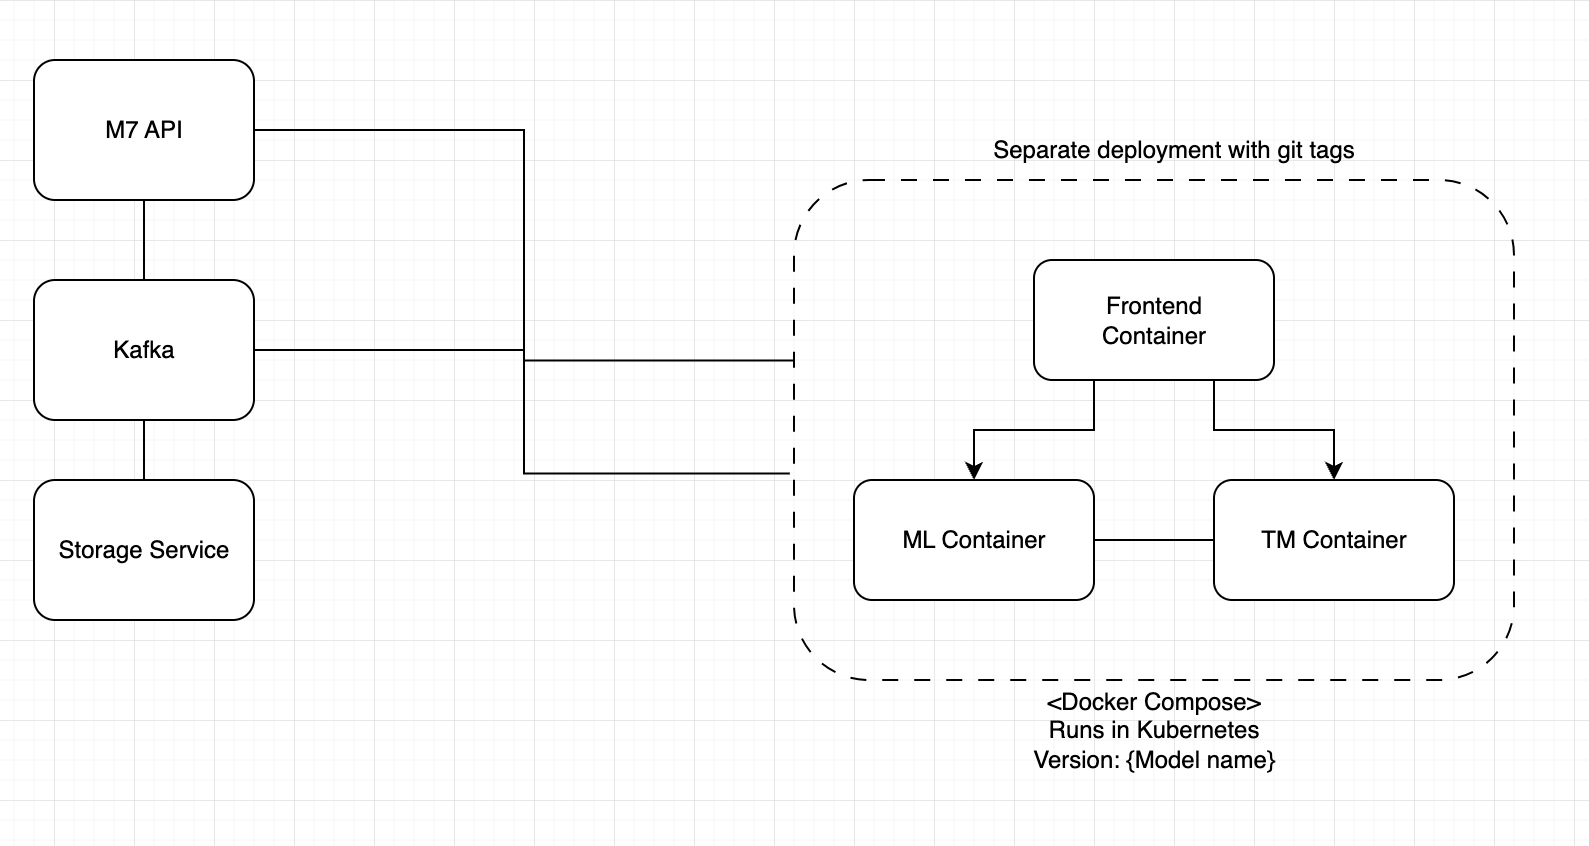 M7 API
Kafka
Storage Service
Separate deployment with git tags
Frontend
Container
ML Container
TM Container
<Docker Compose>
Runs in Kubernetes
Version: {Model name}